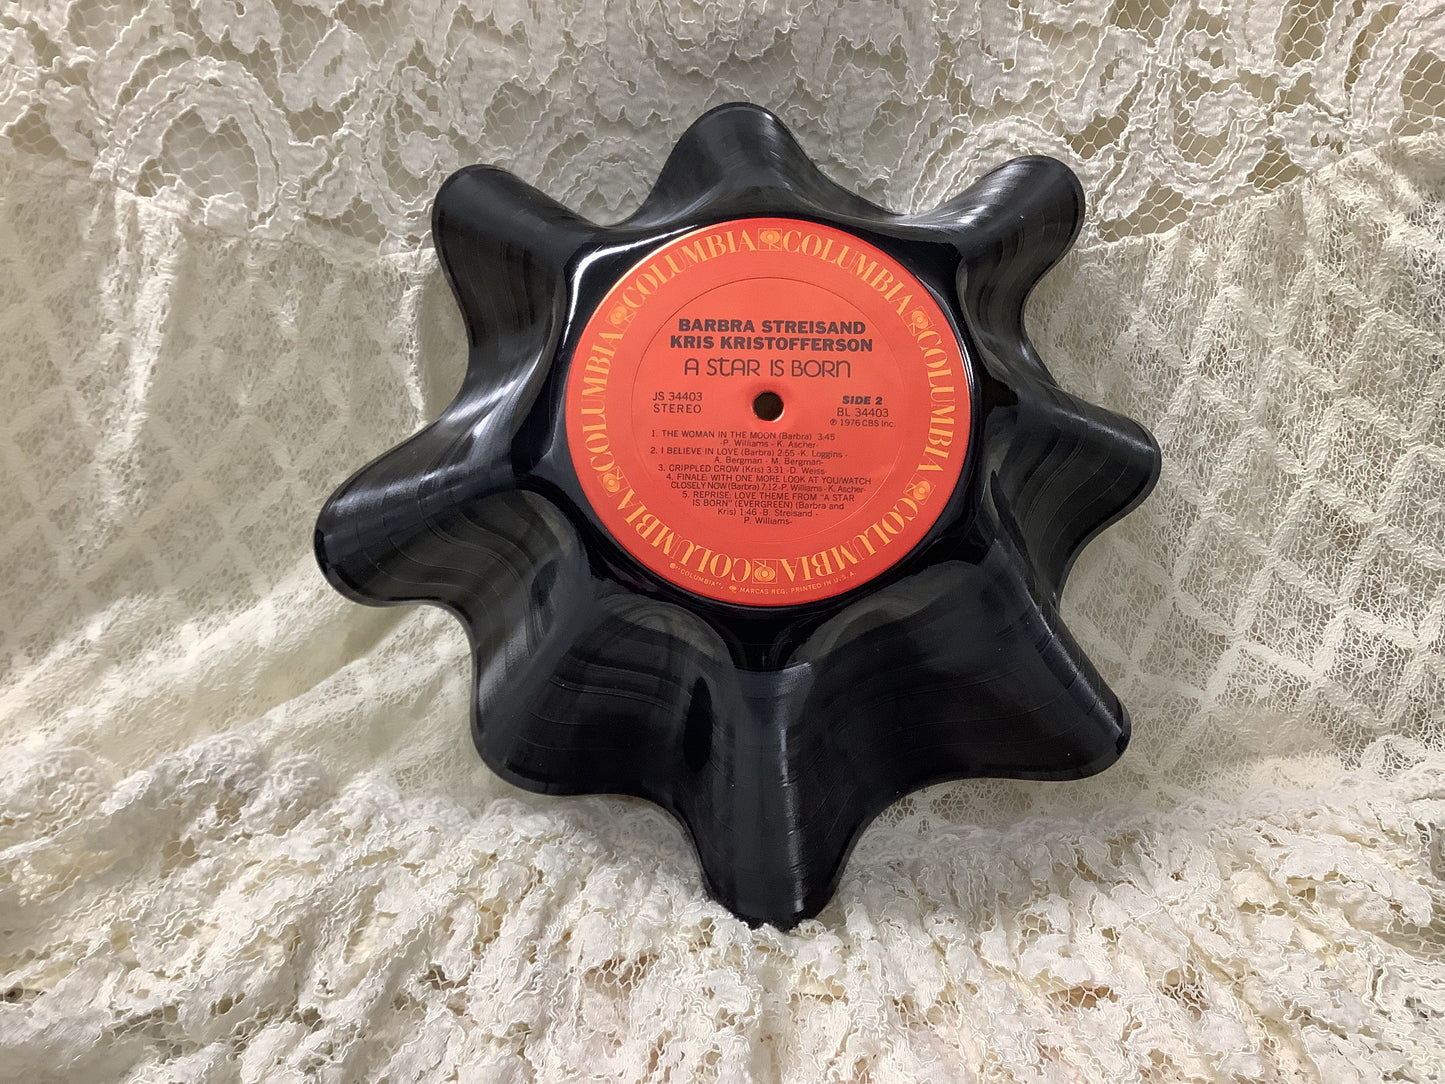 COLUMBIA COLUMBIA COLUMBIA COLUMBIA COLUMBIA COLUMBIA COLUMBIA COLUMBIA
BARBRA STREISAND
KRIS KRISTOFFERSON
A STAR IS BORN
JS 34403
STEREO
SIDE 2
BL 34403
℗ 1976 CBS Inc.
1. THE WOMAN IN THE MOON (Barbra) 3:45
-P. Williams -K. Ascher-
2. I BELIEVE IN LOVE (Barbra) 2:55 -K. Loggins -
A. Bergman - M. Bergman-
3. CRIPPLED CROW (Kris) 3:31 -D. Weiss-
4. FINALE: WITH ONE MORE LOOK AT YOU/WATCH
CLOSELY NOW (Barbra) 7:12 -P. Williams -K. Ascher-
5. REPRISE: LOVE THEME FROM "A STAR
IS BORN" (EVERGREEN) (Barbra and
Kris) 1:46 -B. Streisand -
P. Williams-
®"COLUMBIA", MARCAS REG. PRINTED IN U.S.A.